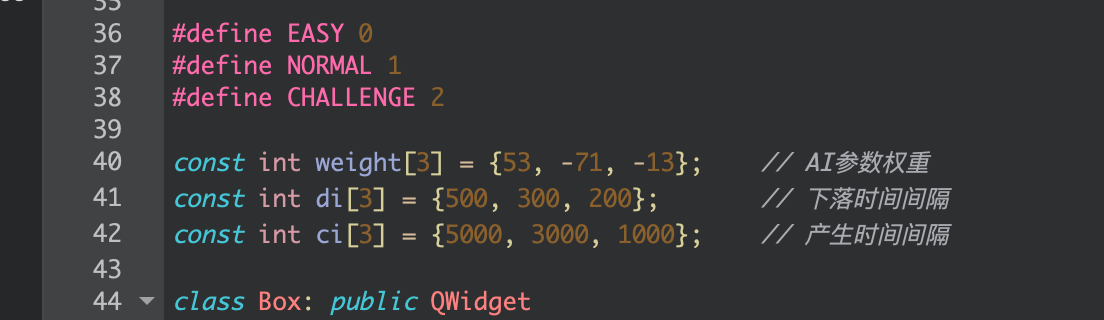 35
36 #define EASY 0
37 #define NORMAL 1
38 #define CHALLENGE 2
39
40 const int weight[3] = {53, -71, -13}; // AI参数权重
41 const int di[3] = {500, 300, 200}; // 下落时间间隔
42 const int ci[3] = {5000, 3000, 1000}; // 产生时间间隔
43
44 class Box: public QWidget